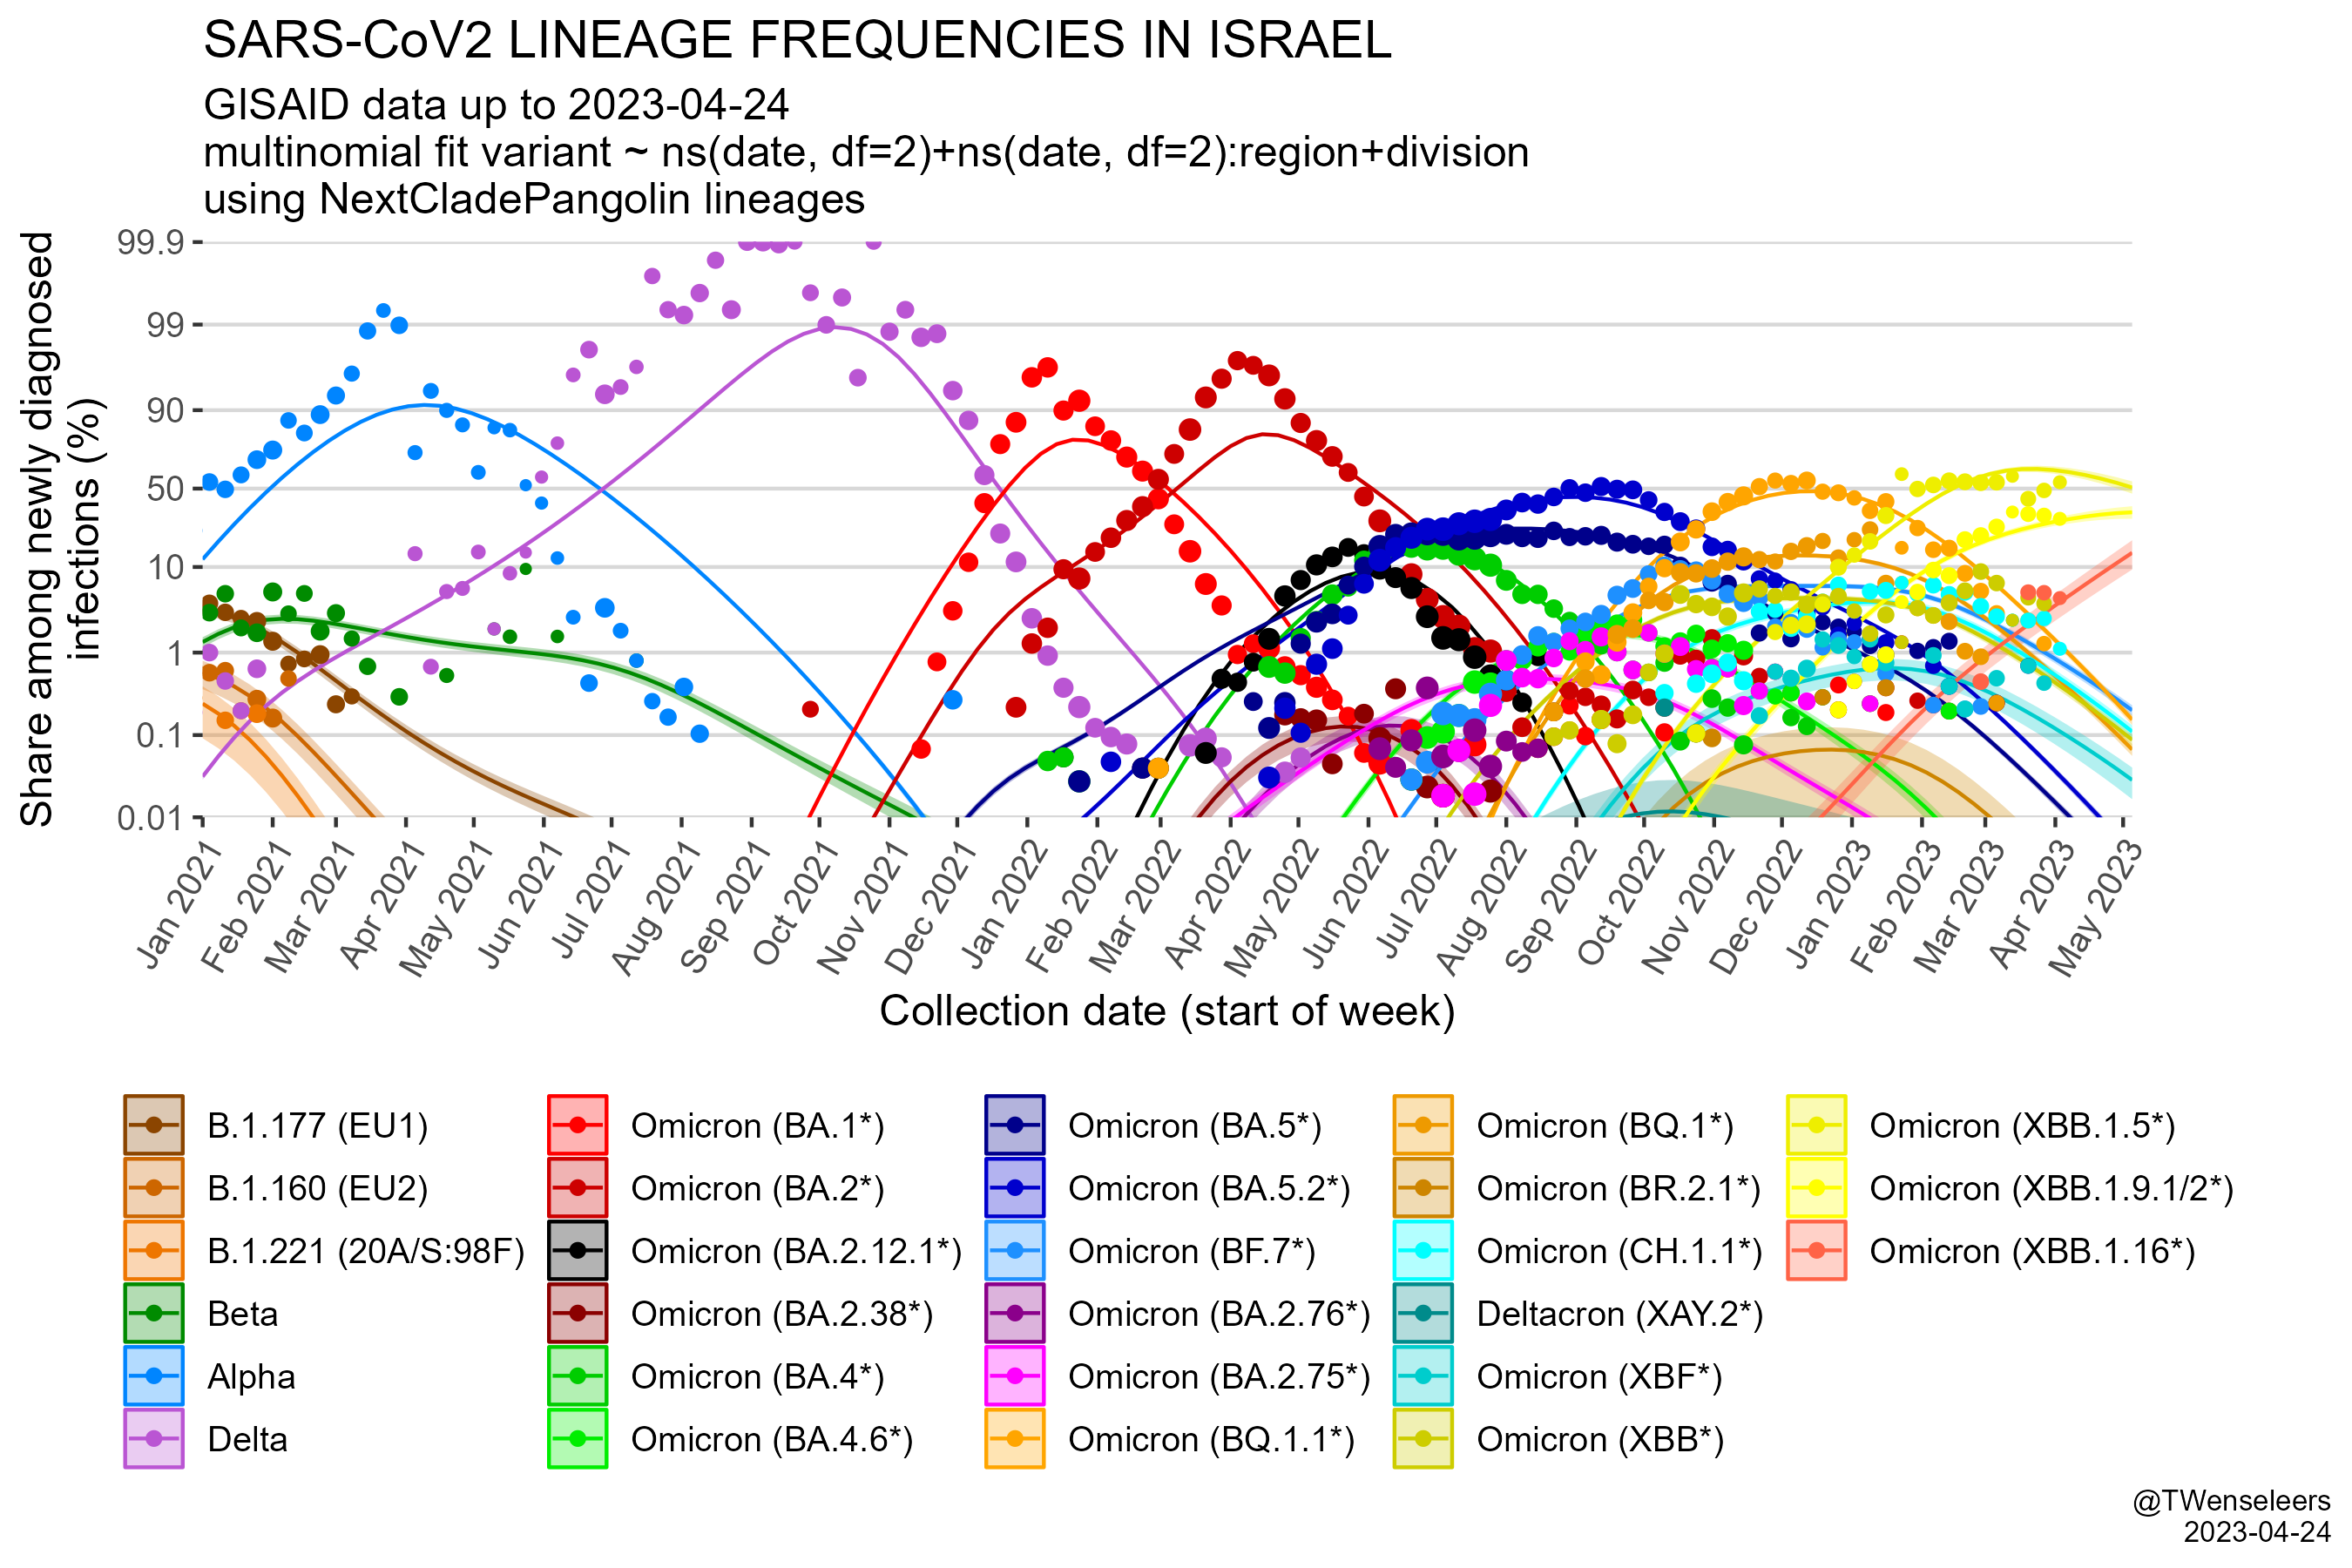 SARS-CoV2 LINEAGE FREQUENCIES IN ISRAEL
GISAID data up to 2023-04-24
multinomial fit variant ~ ns(date, df=2)+ns(date, df=2):region+division
using NextCladePangolin lineages
Share among newly diagnosed
infections (%)
99.9
99
90
50
10
1
0.1
0.01
Jan 2021
Feb 2021
Mar 2021
Apr 2021
May 2021
Jun 2021
Jul 2021
Aug 2021
Sep 2021
Oct 2021
Nov 2021
Dec 2021
Jan 2022
Feb 2022
Mar 2022
Apr 2022
May 2022
Jun 2022
Jul 2022
Aug 2022
Sep 2022
Oct 2022
Nov 2022
Dec 2022
Jan 2023
Feb 2023
Mar 2023
Apr 2023
May 2023
Collection date (start of week)
B.1.177 (EU1)
B.1.160 (EU2)
B.1.221 (20A/S:98F)
Beta
Alpha
Delta
Omicron (BA.1*)
Omicron (BA.2*)
Omicron (BA.2.12.1*)
Omicron (BA.2.38*)
Omicron (BA.4*)
Omicron (BA.4.6*)
Omicron (BA.5*)
Omicron (BA.5.2*)
Omicron (BF.7*)
Omicron (BA.2.76*)
Omicron (BA.2.75*)
Omicron (BQ.1.1*)
Omicron (BQ.1*)
Omicron (BR.2.1*)
Omicron (CH.1.1*)
Deltacron (XAY.2*)
Omicron (XBF*)
Omicron (XBB*)
Omicron (XBB.1.5*)
Omicron (XBB.1.9.1/2*)
Omicron (XBB.1.16*)
@TWenseleers
2023-04-24